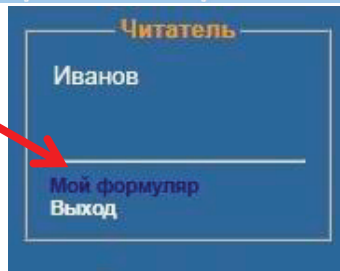 Читатель
Иванов
Мой формуляр
Выход